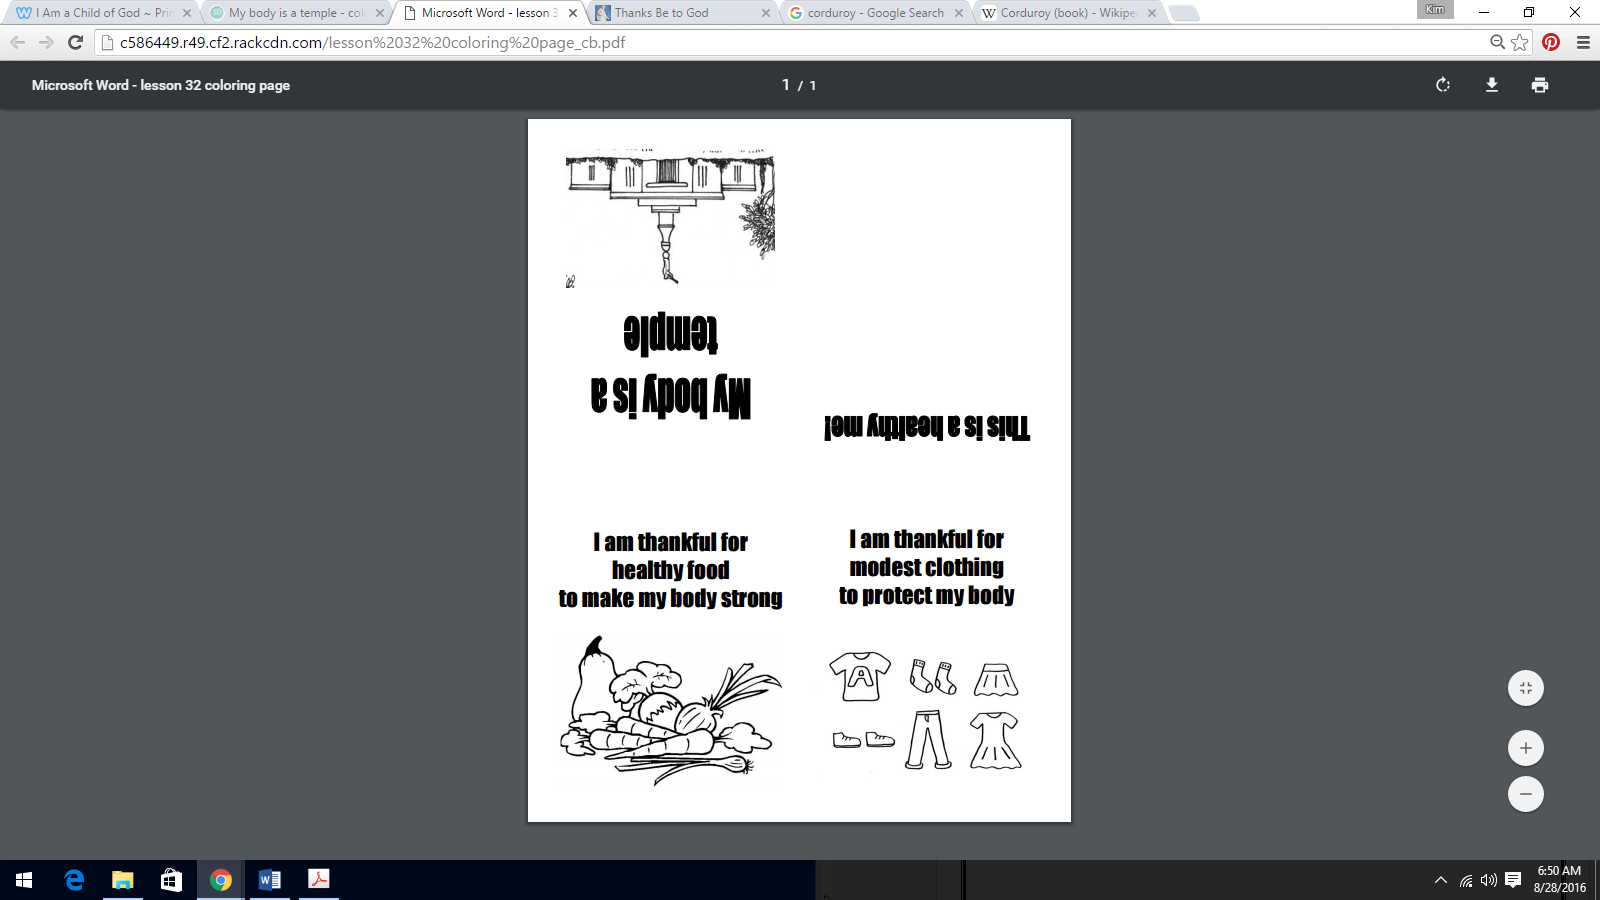 I Am a Child of God ~ Prin
My body is a temple - col
Microsoft Word - lesson 3
Thanks Be to God
corduroy - Google Search
Corduroy (book) - Wikipe
Kim
c586449.r49.cf2.rackcdn.com/lesson%2032%20coloring%20page_cb.pdf
Microsoft Word - lesson 32 coloring page
1 / 1
My body is a
temple
This is a healthy me!
I am thankful for
healthy food
to make my body strong
I am thankful for
modest clothing
to protect my body
A
6:50 AM
8/28/2016